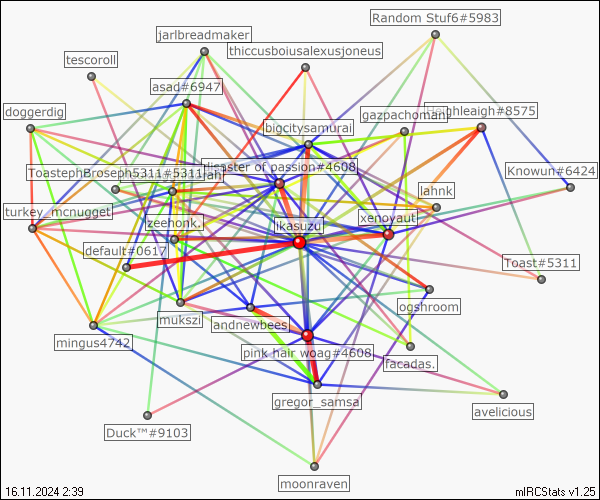 Random Stuf6#5983
jarlbreadmaker
thiccusboiusalexusjoneus
tescoroll
asad#6947
doggerdig
gazpachoman
leighleaigh#8575
bigcitysamurai
disaster of passion#4608
Knowun#6424
ToastephBroseph5311#5311
rah
lahnk
turkey_mcnugget
xenoyaut
zeehonk.
ikasuzu
default#0617
Toast#5311
ogshroom
mukszi
andnewbees
mingus4742
pink hair woag#4608
facadas.
gregor_samsa
avelicious
Duck™#9103
moonraven
16.11.2024 2:39
mIRCStats v1.25